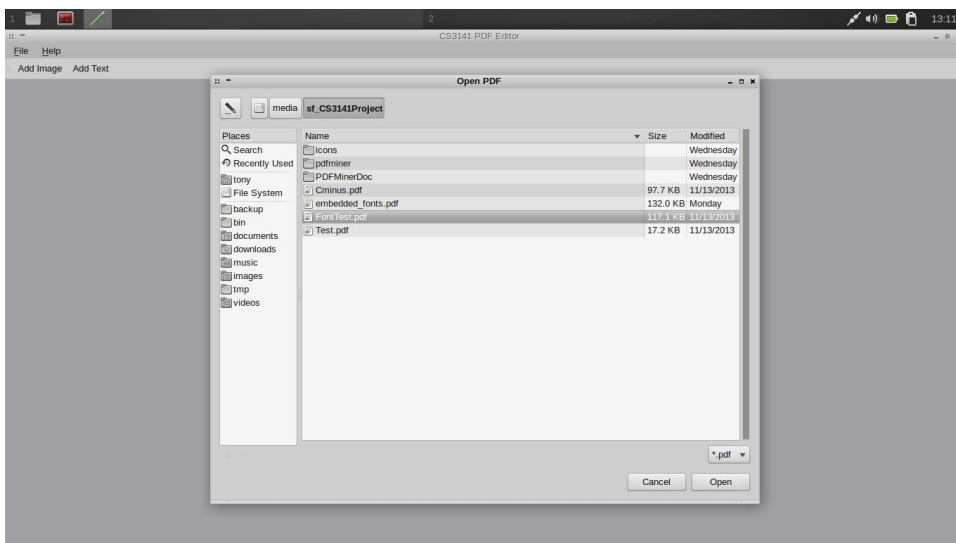 1 2 13:11
CS3141 PDF Editor
File Help
Add Image Add Text
Open PDF
media sf_CS3141Project
Places Name Size Modified
Search icons Wednesday
Recently Used pdfminer Wednesday
tony PDFMinerDoc Wednesday
File System Cminus.pdf 97.7 KB 11/13/2013
backup embedded_fonts.pdf 132.0 KB Monday
bin FontTest.pdf 117.1 KB 11/13/2013
documents Test.pdf 17.2 KB 11/13/2013
downloads
music
images
tmp
videos
*.pdf
Cancel Open